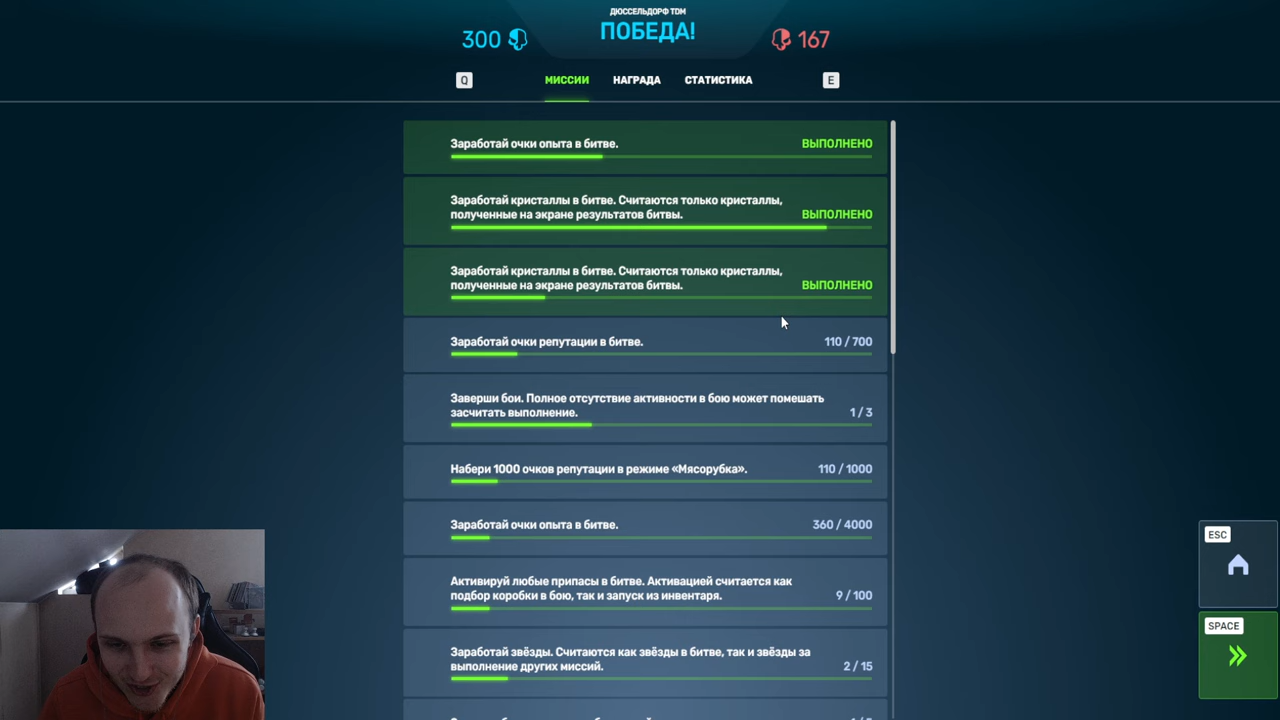 ДЮССЕЛЬДОРФ TDM
300
ПОБЕДА!
167
Q
МИССИИ
НАГРАДА
СТАТИСТИКА
E
Заработай очки опыта в битве.
ВЫПОЛНЕНО
Заработай кристаллы в битве. Считаются только кристаллы,
полученные на экране результатов битвы.
ВЫПОЛНЕНО
Заработай кристаллы в битве. Считаются только кристаллы,
полученные на экране результатов битвы.
ВЫПОЛНЕНО
Заработай очки репутации в битве.
110 / 700
Заверши бои. Полное отсутствие активности в бою может помешать
засчитать выполнение.
1 / 3
Набери 1000 очков репутации в режиме «Мясорубка».
110 / 1000
Заработай очки опыта в битве.
360 / 4000
Активируй любые припасы в битве. Активацией считается как
подбор коробки в бою, так и запуск из инвентаря.
9 / 100
Заработай звёзды. Считаются как звёзды в битве, так и звёзды за
выполнение других миссий.
2 / 15
ESC
SPACE